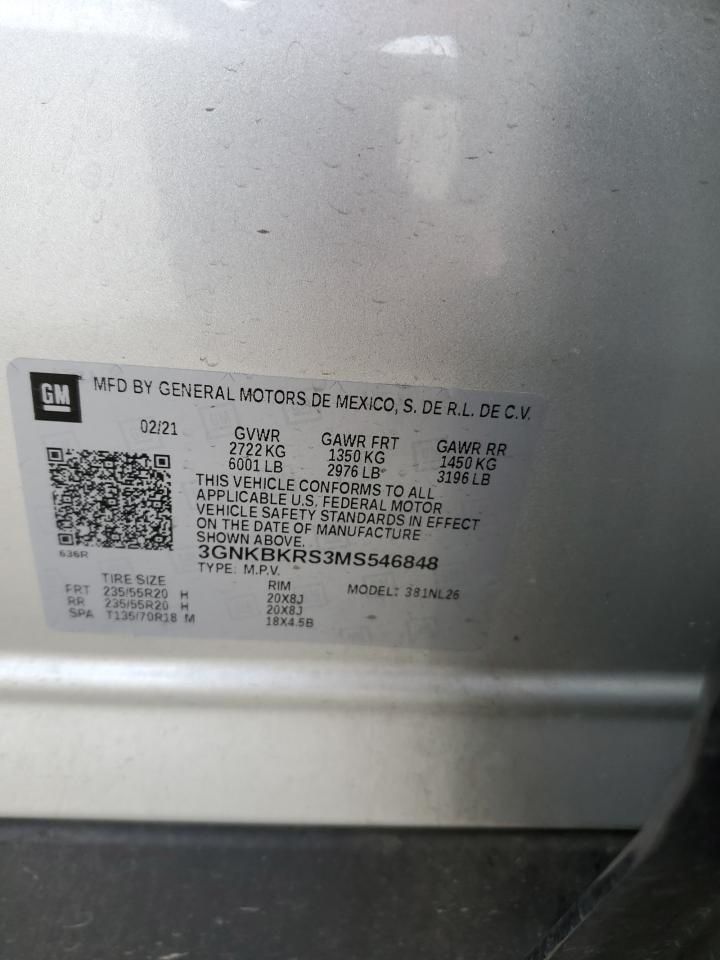 GM
MFD BY GENERAL MOTORS DE MEXICO, S. DE R.L. DE C.V.
02/21 GVWR GAWR FRT GAWR RR
2722 KG 1350 KG 1450 KG
6001 LB 2976 LB 3196 LB
THIS VEHICLE CONFORMS TO ALL
APPLICABLE U.S. FEDERAL MOTOR
VEHICLE SAFETY STANDARDS IN EFFECT
ON THE DATE OF MANUFACTURE
SHOWN ABOVE.
636R
3GNKBKRS3MS546848
TYPE: M.P.V. MODEL: 381NL26
TIRE SIZE RIM
FRT 235/55R20 H 20X8J
RR 235/55R20 H 20X8J
SPA T135/70R18 M 18X4.5B